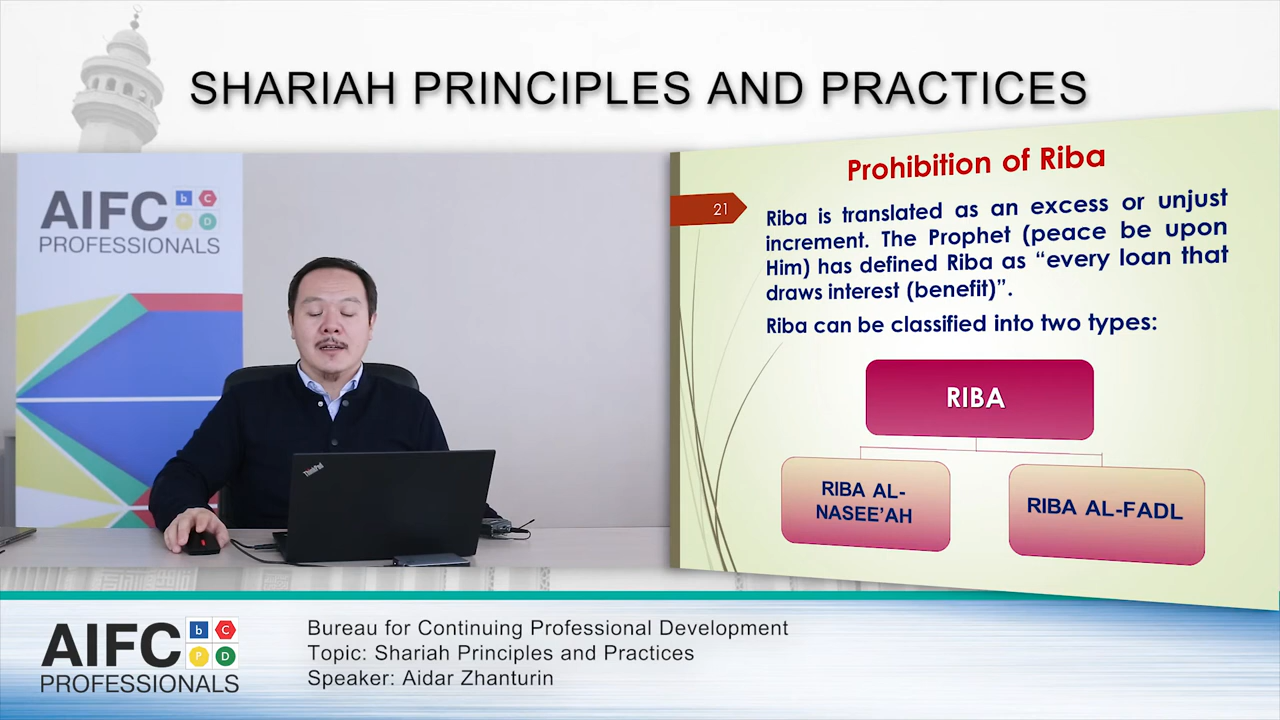 SHARIAH PRINCIPLES AND PRACTICES
AIFC
b C
P D
PROFESSIONALS
ThinkPad
21
Prohibition of Riba
Riba is translated as an excess or unjust
increment. The Prophet (peace be upon
Him) has defined Riba as “every loan that
draws interest (benefit)”.
Riba can be classified into two types:
RIBA
RIBA AL-
NASEE’AH
RIBA AL-FADL
AIFC
b C
P D
PROFESSIONALS
Bureau for Continuing Professional Development
Topic: Shariah Principles and Practices
Speaker: Aidar Zhanturin